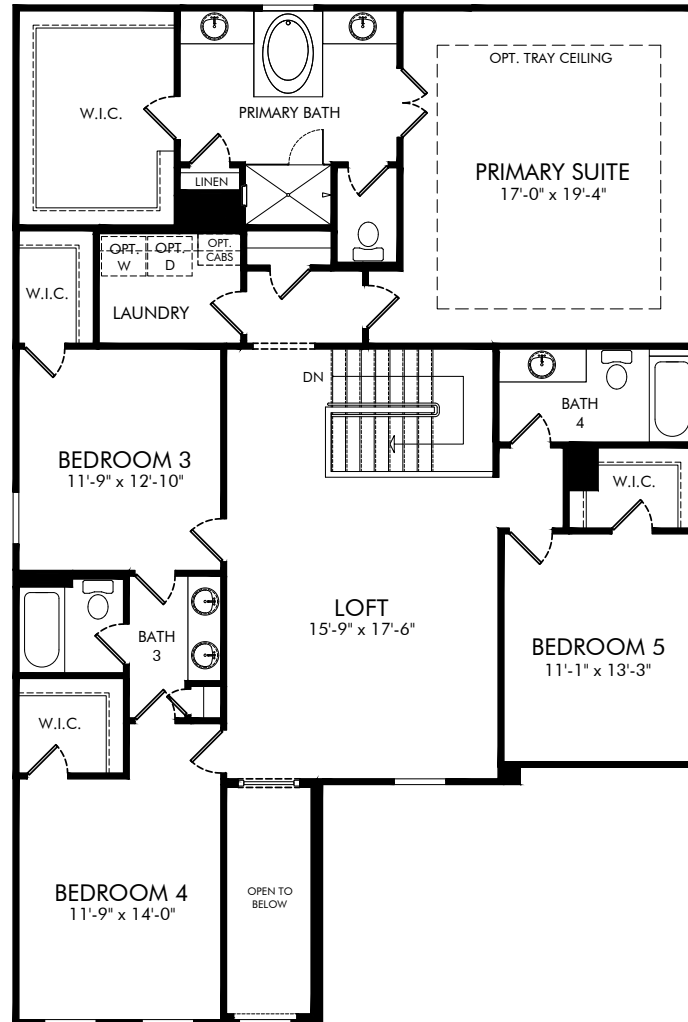 OPT. TRAY CEILING
W.I.C.
PRIMARY BATH
PRIMARY SUITE
17'-0" x 19'-4"
LINEN
OPT.
W
OPT.
D
OPT.
CABS
W.I.C.
LAUNDRY
DN
BATH
4
BEDROOM 3
11'-9" x 12'-10"
W.I.C.
LOFT
15'-9" x 17'-6"
BATH
3
BEDROOM 5
11'-1" x 13'-3"
W.I.C.
BEDROOM 4
11'-9" x 14'-0"
OPEN TO
BELOW